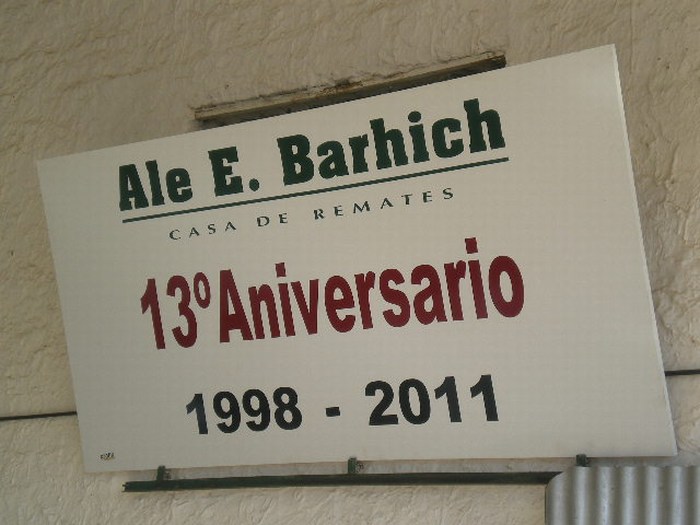 Ale E. Barhich
CASA DE REMATES
13º Aniversario
1998 - 2011